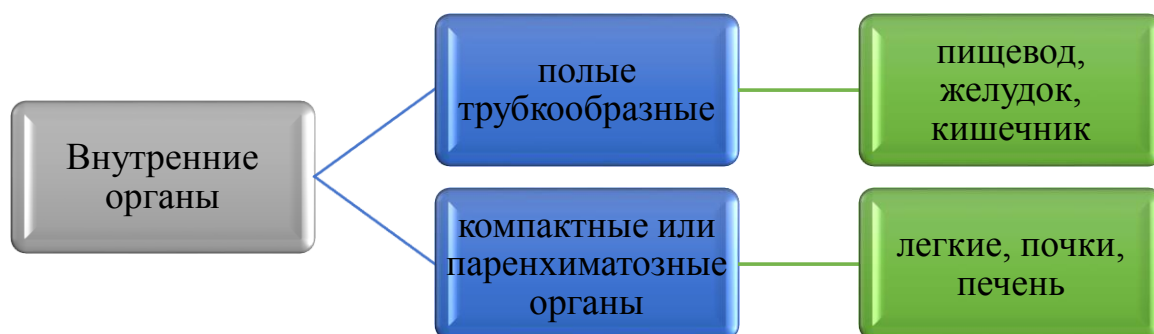 Внутренние
органы
полые
трубкообразные
пищевод,
желудок,
кишечник
компактные или
паренхиматозные
органы
легкие, почки,
печень